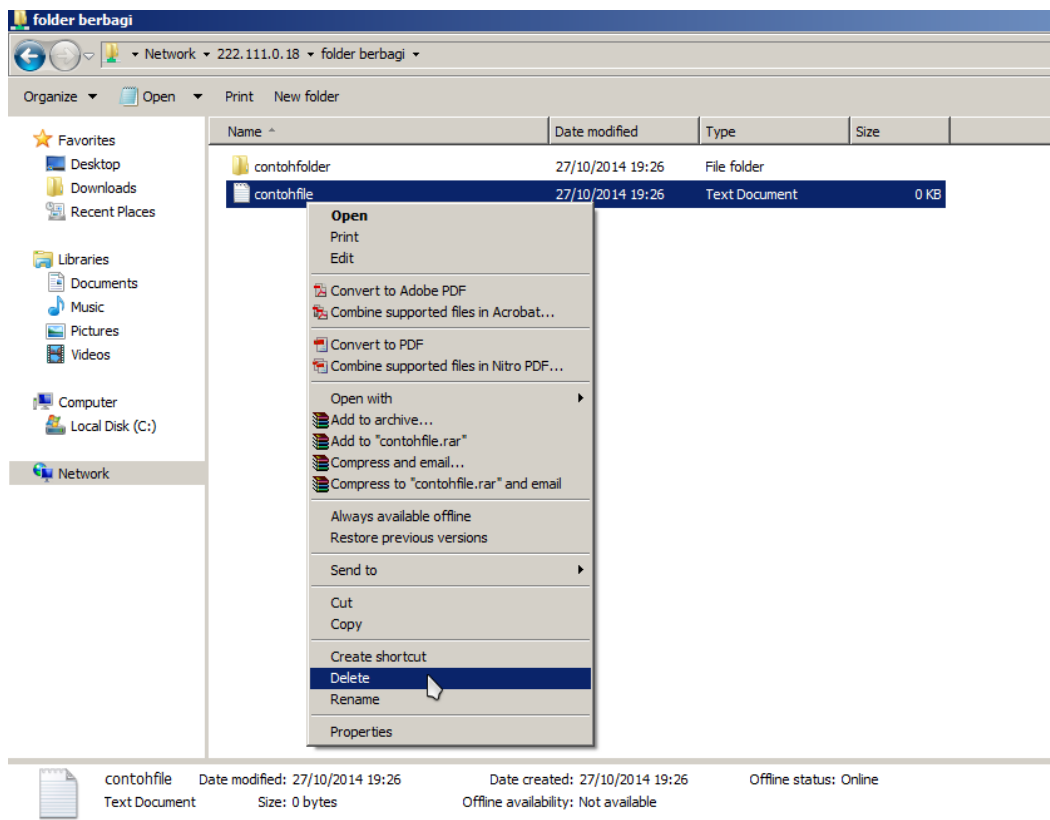 folder berbagi
Network 222.111.0.18 folder berbagi
Organize Open Print New folder
Name Date modified Type Size
Favorites
Desktop
Downloads
Recent Places
Libraries
Documents
Music
Pictures
Videos
Computer
Local Disk (C:)
Network
contohfolder 27/10/2014 19:26 File folder
contohfile 27/10/2014 19:26 Text Document 0 KB
Open
Print
Edit
Convert to Adobe PDF
Combine supported files in Acrobat...
Convert to PDF
Combine supported files in Nitro PDF...
Open with
Add to archive...
Add to "contohfile.rar"
Compress and email...
Compress to "contohfile.rar" and email
Always available offline
Restore previous versions
Send to
Cut
Copy
Create shortcut
Delete
Rename
Properties
contohfile Date modified: 27/10/2014 19:26 Date created: 27/10/2014 19:26 Offline status: Online
Text Document Size: 0 bytes Offline availability: Not available